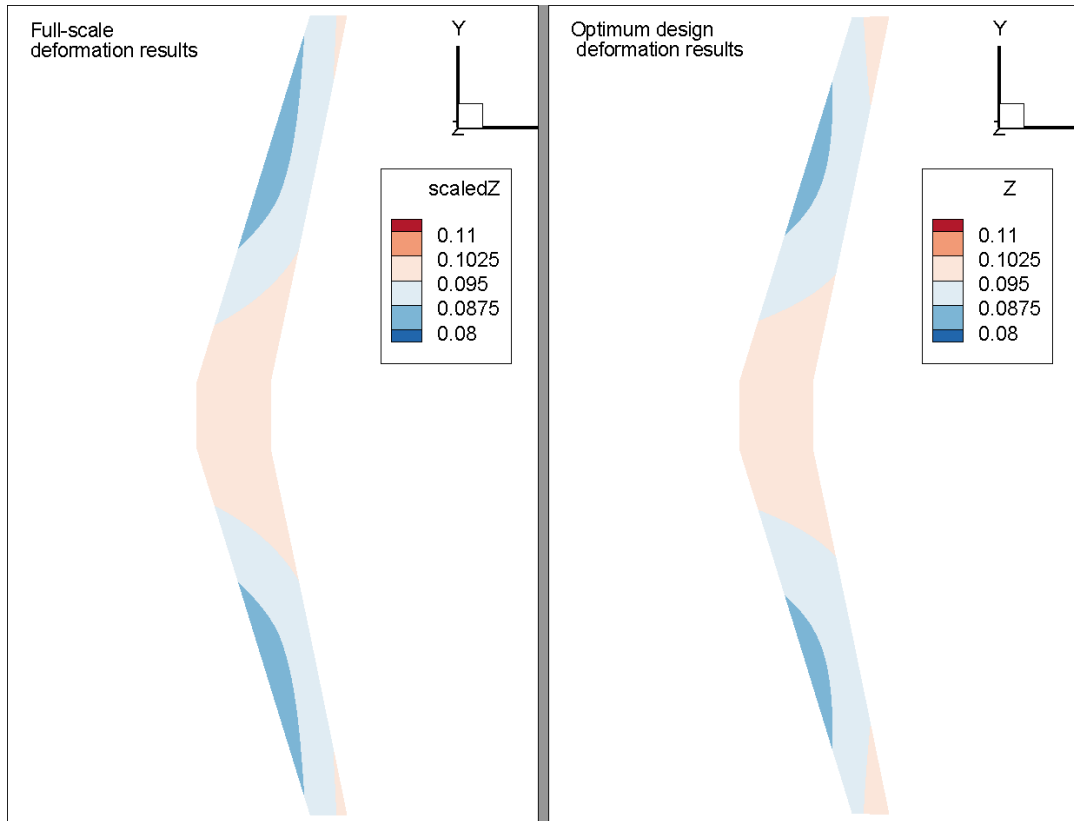 Full-scale
deformation results
Y
Z
scaledZ
0.11
0.1025
0.095
0.0875
0.08
Optimum design
deformation results
Y
Z
Z
0.11
0.1025
0.095
0.0875
0.08